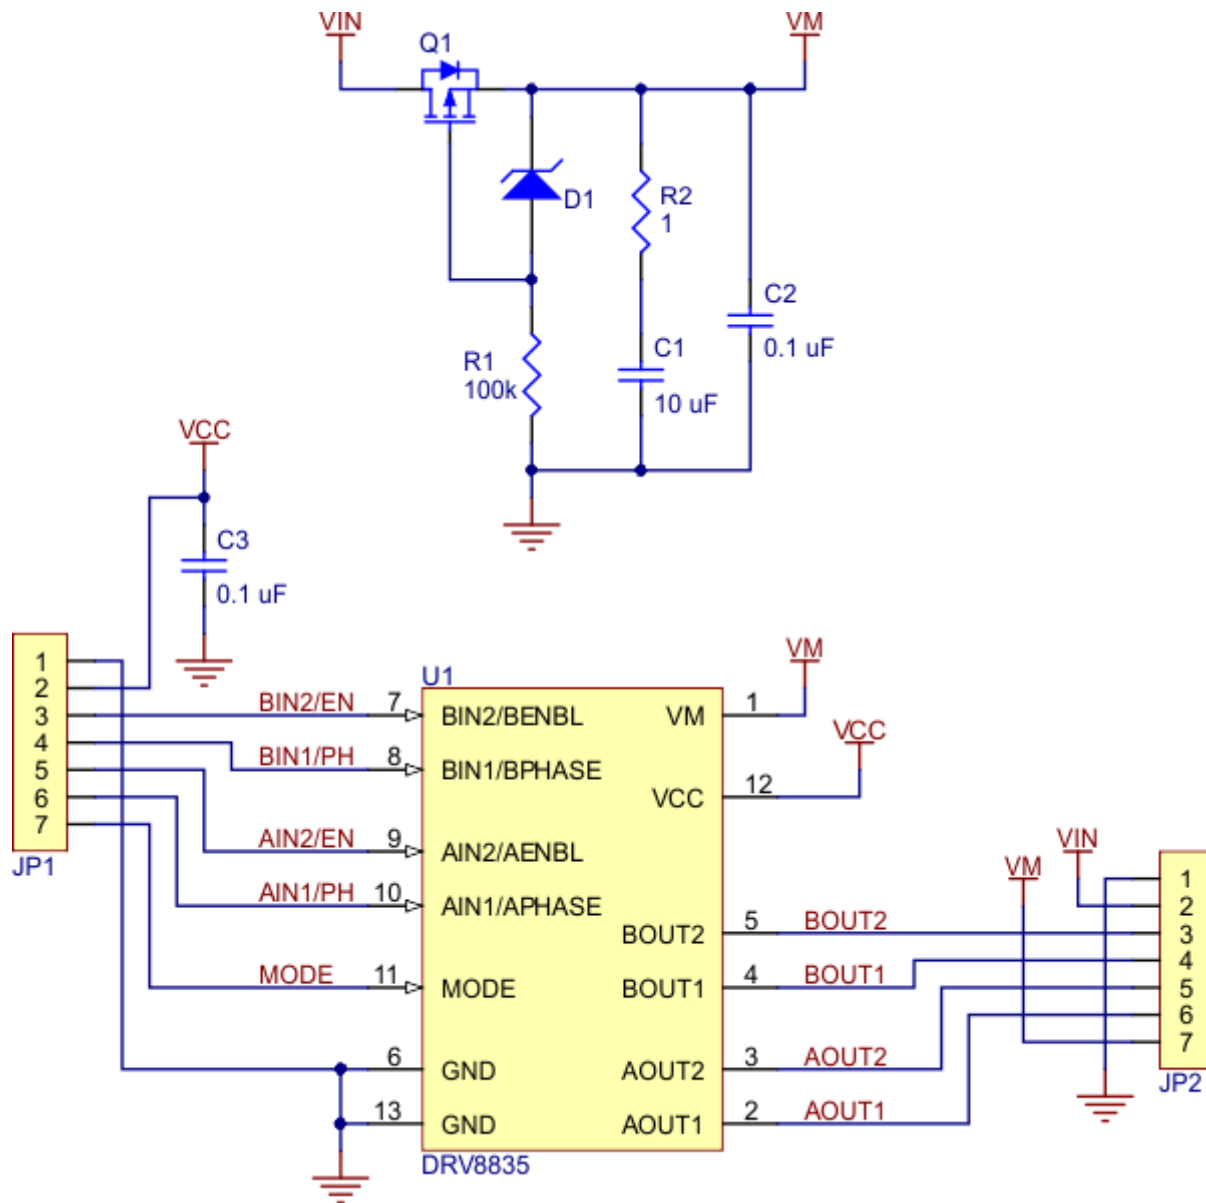 VIN
VM
Q1
D1
R2
1
C2
0.1 uF
R1
100k
C1
10 uF
VCC
C3
0.1 uF
1
2
3
4
5
6
7
JP1
BIN2/EN
BIN1/PH
AIN2/EN
AIN1/PH
MODE
7
8
9
10
11
6
13
U1
BIN2/BENBL
BIN1/BPHASE
AIN2/AENBL
AIN1/APHASE
MODE
GND
GND
VM
VCC
BOUT2
BOUT1
AOUT2
AOUT1
DRV8835
1
12
5
4
3
2
VM
VCC
BOUT2
BOUT1
AOUT2
AOUT1
VM
VIN
1
2
3
4
5
6
7
JP2